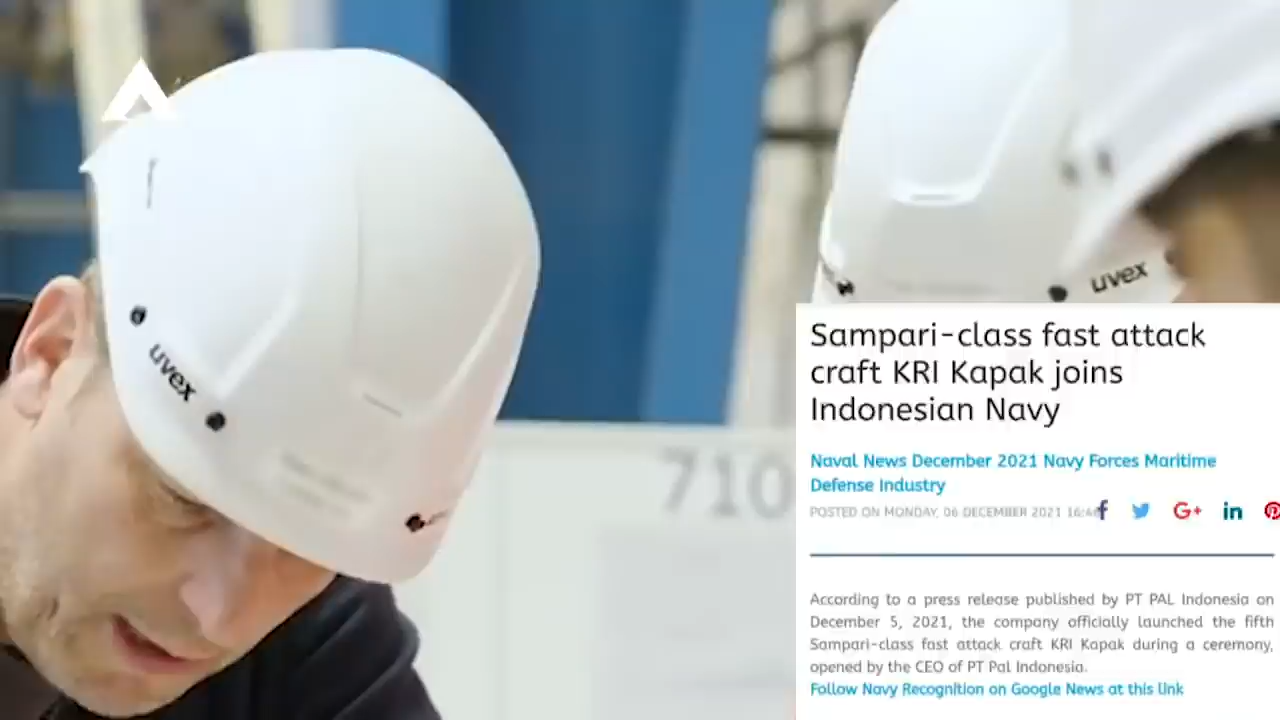 uvex
uvex
710
Sampari-class fast attack
craft KRI Kapak joins
Indonesian Navy
Naval News December 2021 Navy Forces Maritime
Defense Industry
POSTED ON MONDAY, 06 DECEMBER 2021
According to a press release published by PT PAL Indonesia on
December 5, 2021, the company officially launched the fifth
Sampari-class fast attack craft KRI Kapak during a ceremony,
opened by the CEO of PT Pal Indonesia.
Follow Navy Recognition on Google News at this link